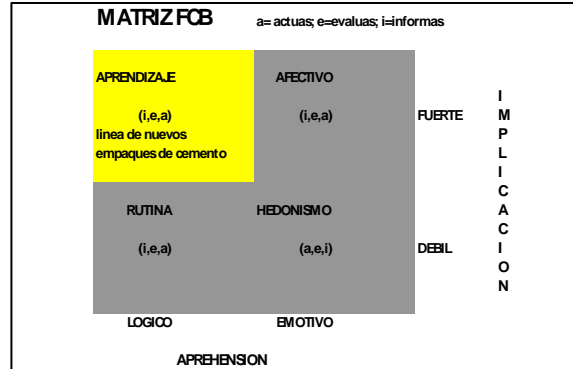 MATRIZ FCB a= actuas; e=evaluas; i=informas
APRENDIZAJE AFECTIVO
(i,e,a) (i,e,a) FUERTE
linea de nuevos
empaques de cemento
RUTINA HEDONISMO
(i,e,a) (a,e,i) DEBIL
LOGICO EMOTIVO
APREHENSION
IMPLICACION